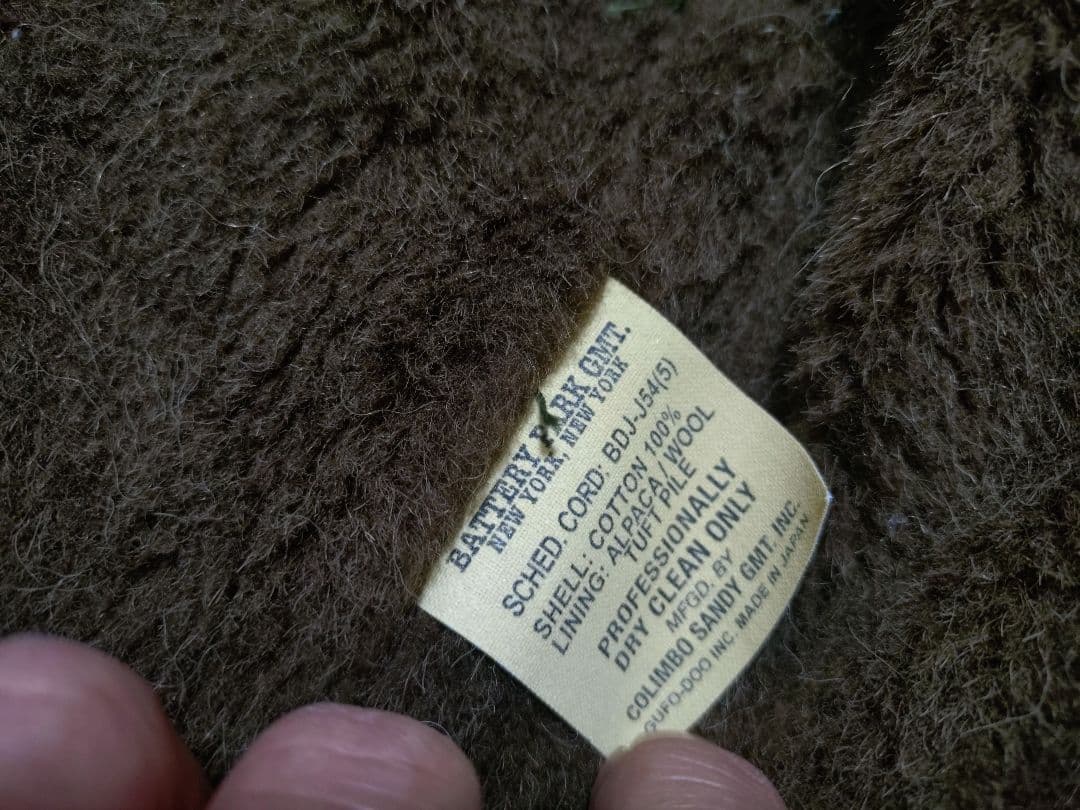 BATTERY PARK GMT.
NEW YORK, NEW YORK
SCHED. CORD: BDJ-J54(5)
SHELL: COTTON 100%
LINING: ALPACA / WOOL
TUFT PILE
PROFESSIONALLY
DRY CLEAN ONLY
MFGD. BY
COLIMBO SANDY GMT. INC.
GUFO-DOO INC. MADE IN JAPAN